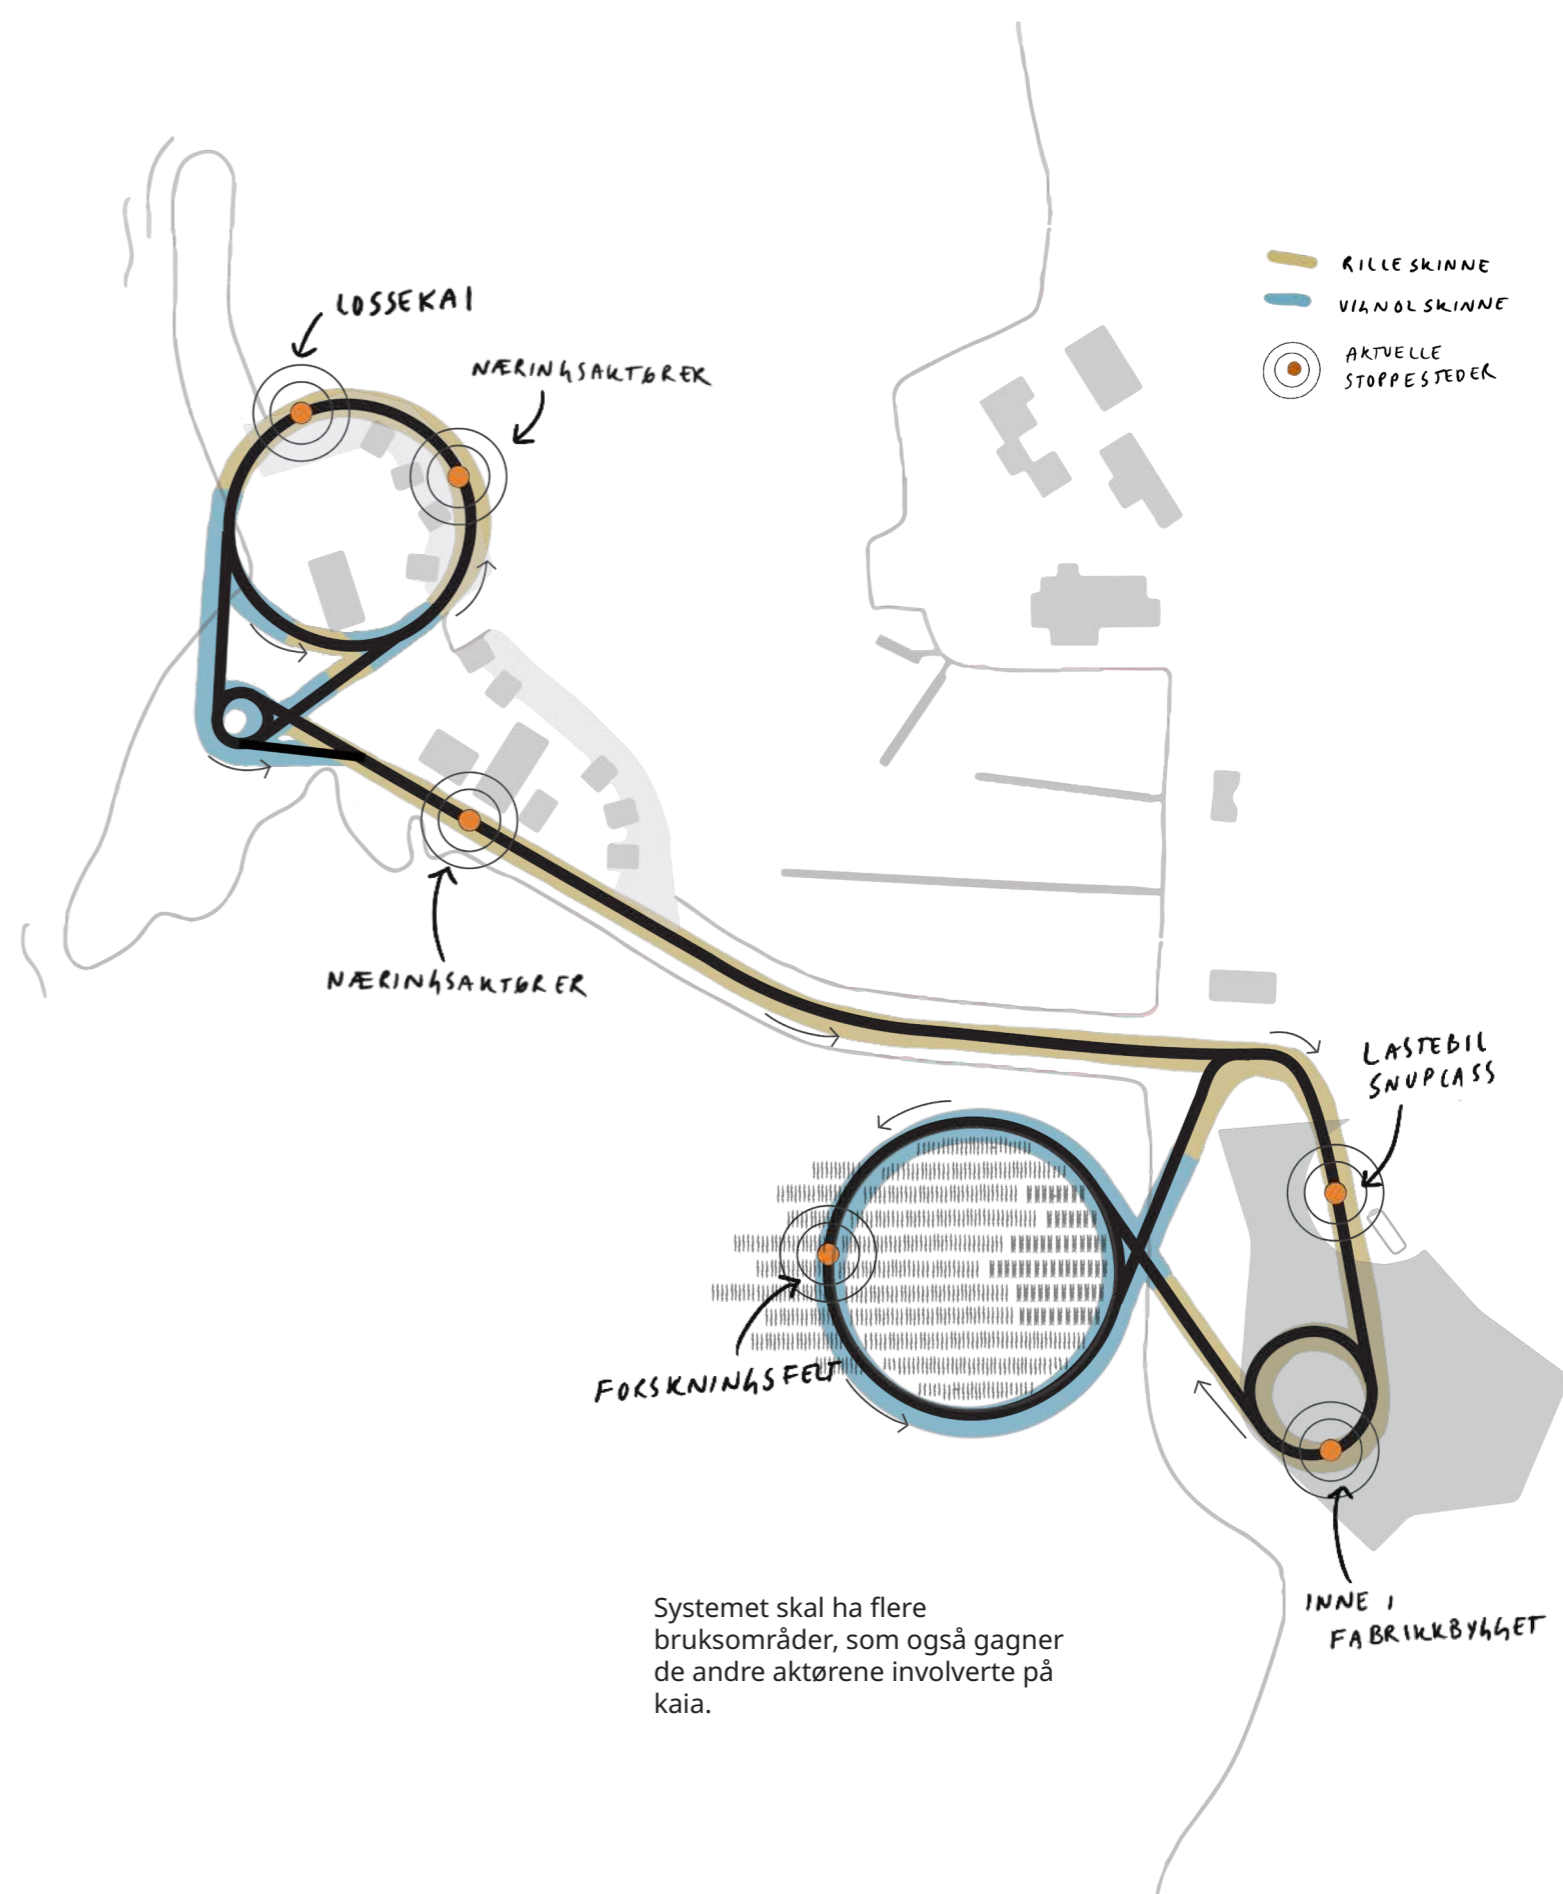 LOSSEKAI
NÆRINGSAKTØRER
RILLESKINNE
VIGNOLSKINNE
AKTUELLE
STOPPESTEDER
NÆRINGSAKTØRER
LASTEBIL
SNUPLASS
FORSKNINGSFELT
INNE I
FABRIKKBYGGET
Systemet skal ha flere
bruksområder, som også gagner
de andre aktørene involverte på
kaia.